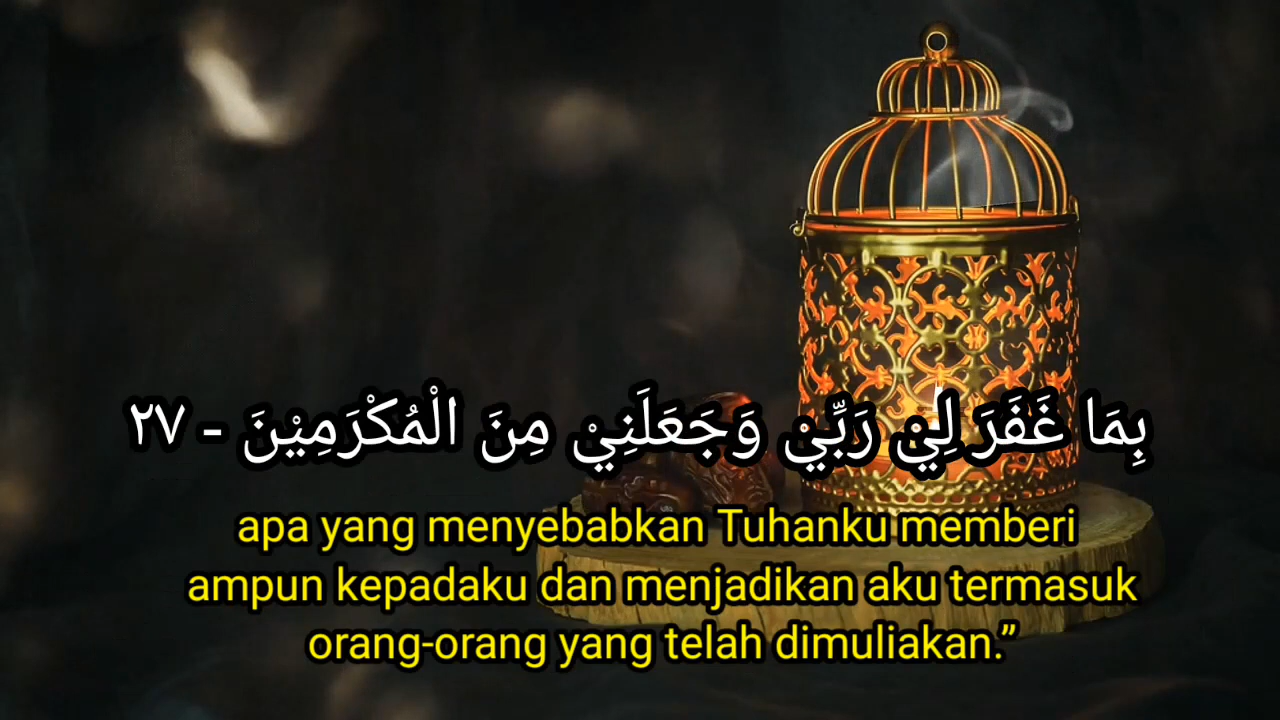 بِمَا غَفَرَ لِيْ رَبِّيْ وَجَعَلَنِيْ مِنَ الْمُكْرَمِيْنَ - ٢٧
apa yang menyebabkan Tuhanku memberi
ampun kepadaku dan menjadikan aku termasuk
orang-orang yang telah dimuliakan.”